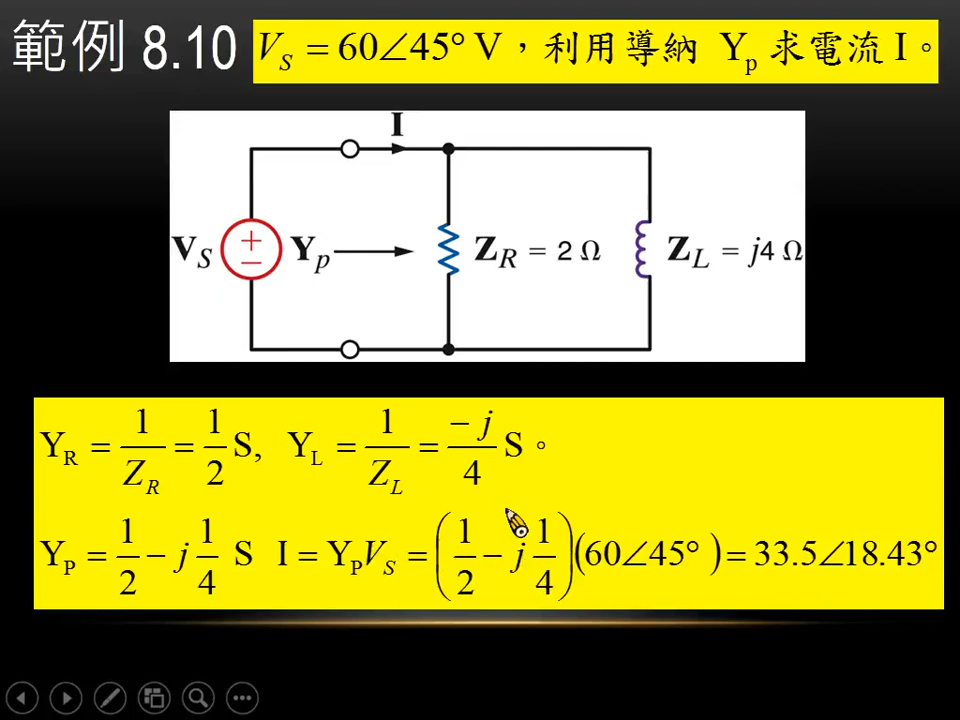 範例 8.10
V_S = 60∠45° V，利用導納 Y_p 求電流 I。
I
V_S
Y_p
Z_R = 2 Ω
Z_L = j4 Ω
Y_R = 1/Z_R = 1/2 S, Y_L = 1/Z_L = -j/4 S。
Y_P = 1/2 − j 1/4 S I = Y_P V_S = (1/2 − j 1/4)(60∠45°) = 33.5∠18.43°